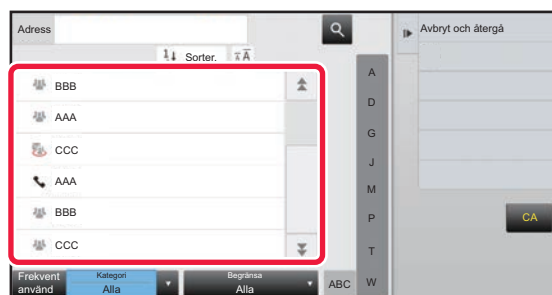 Adress
Avbryt och återgå
Sorter.
A Ā
BBB
AAA
CCC
AAA
BBB
CCC
A
D
G
J
M
P
T
W
CA
Frekvent
använd
Kategori
Alla
Begränsa
Alla
ABC